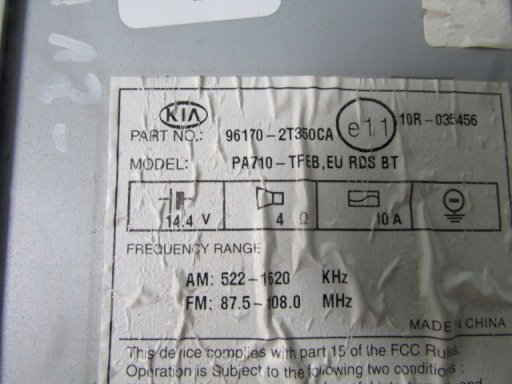 KIA
PART NO.: 96170-2T360CA e11 10R-035456
MODEL: PA710-TFEB, EU RDS BT
14.4 V 4 Ω 10 A
FREQUENCY RANGE
AM: 522-1620 KHz
FM: 87.5-108.0 MHz
MADE IN CHINA
This device complies with part 15 of the FCC Rules.
Operation is Subject to the following two conditions: